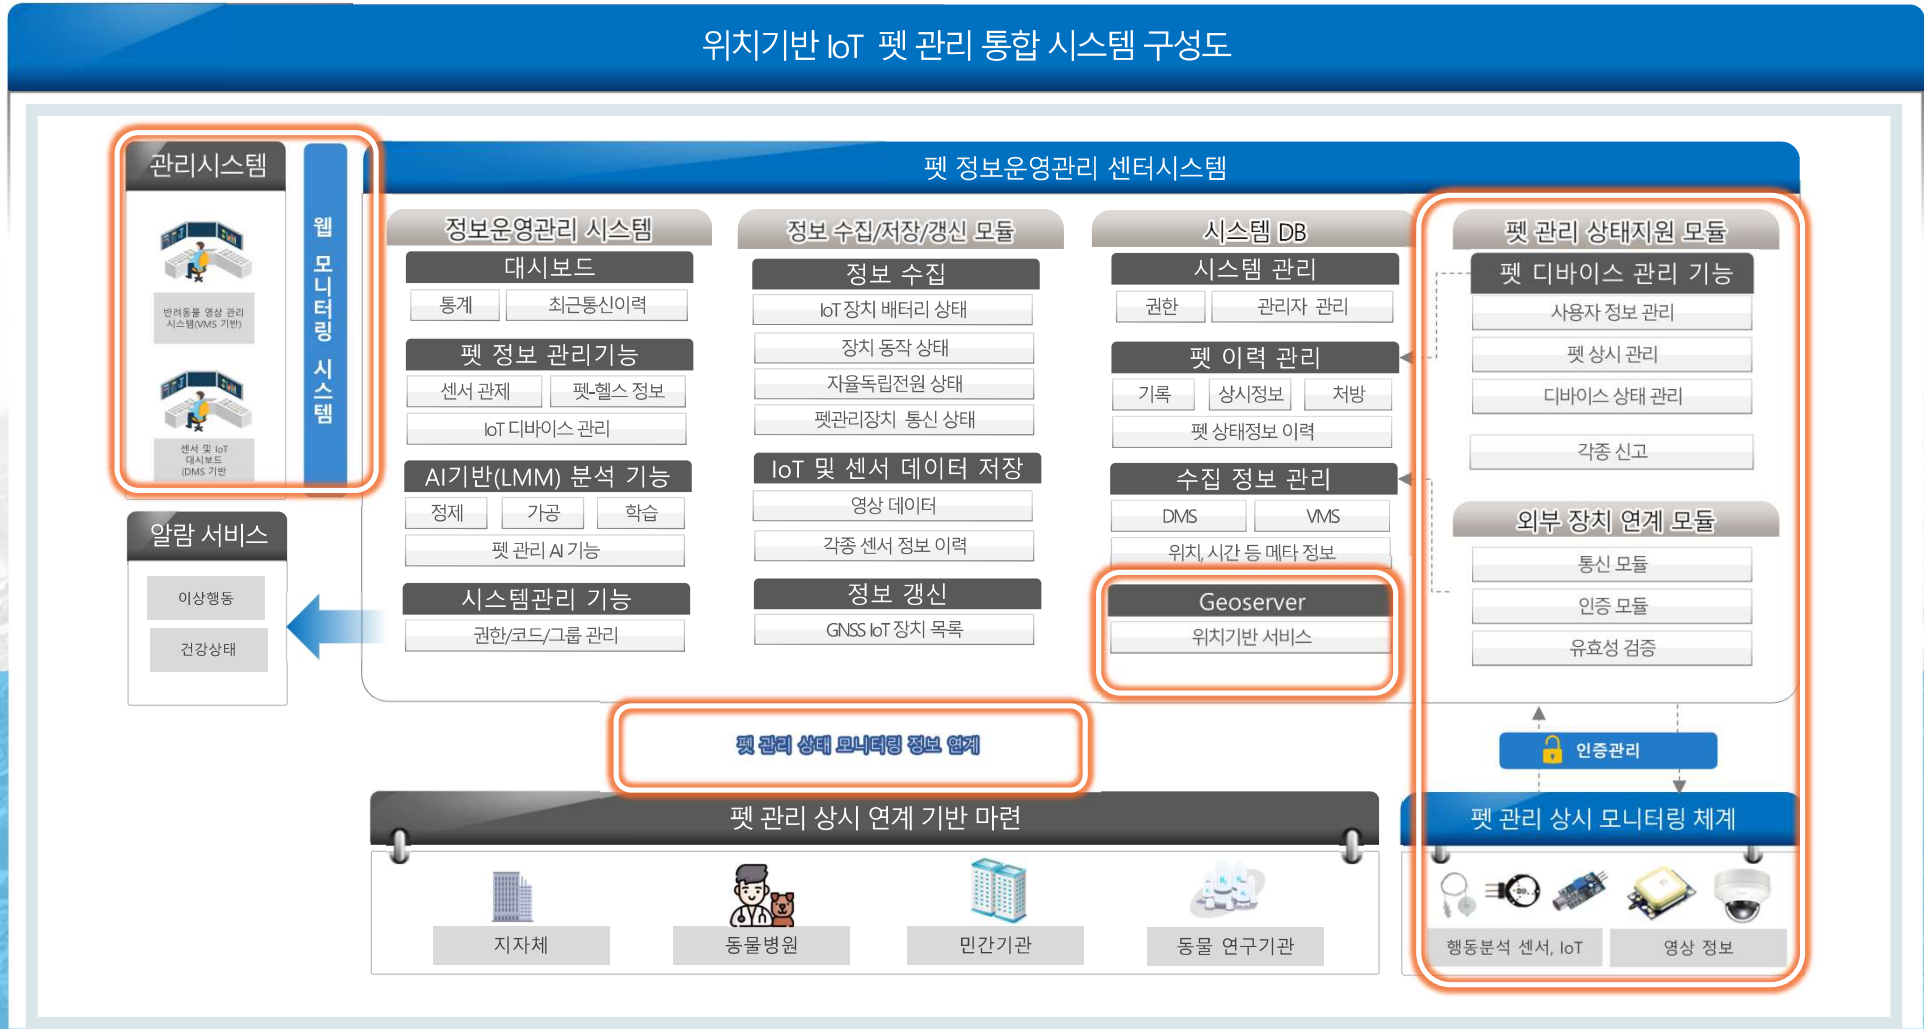 위치기반 IoT 펫 관리 통합 시스템 구성도
관리시스템
반려동물 영상 관리
시스템(VMS 기반)
센서 및 IoT
대시보드
(DMS 기반
웹 모니터링 시스템
알람 서비스
이상행동
건강상태
펫 정보운영관리 센터시스템
정보운영관리 시스템
대시보드
통계
최근통신이력
펫 정보 관리기능
센서 관제
펫-헬스 정보
IoT 디바이스 관리
AI기반(LMM) 분석 기능
정제
가공
학습
펫 관리 AI 기능
시스템관리 기능
권한/코드/그룹 관리
정보 수집/저장/갱신 모듈
정보 수집
IoT 장치 배터리 상태
장치 동작 상태
자율독립전원 상태
펫관리장치 통신 상태
IoT 및 센서 데이터 저장
영상 데이터
각종 센서 정보 이력
정보 갱신
GNSS IoT 장치 목록
시스템 DB
시스템 관리
권한
관리자 관리
펫 이력 관리
기록
상시정보
처방
펫 상태정보 이력
수집 정보 관리
DMS
VMS
위치, 시간 등 메타 정보
Geoserver
위치기반 서비스
펫 관리 상태지원 모듈
펫 디바이스 관리 기능
사용자 정보 관리
펫 상시 관리
디바이스 상태 관리
각종 신고
외부 장치 연계 모듈
통신 모듈
인증 모듈
유효성 검증
펫 관리 상태 모니터링 정보 연계
인증관리
펫 관리 상시 연계 기반 마련
지자체
동물병원
민간기관
동물 연구기관
펫 관리 상시 모니터링 체계
행동분석 센서, IoT
영상 정보